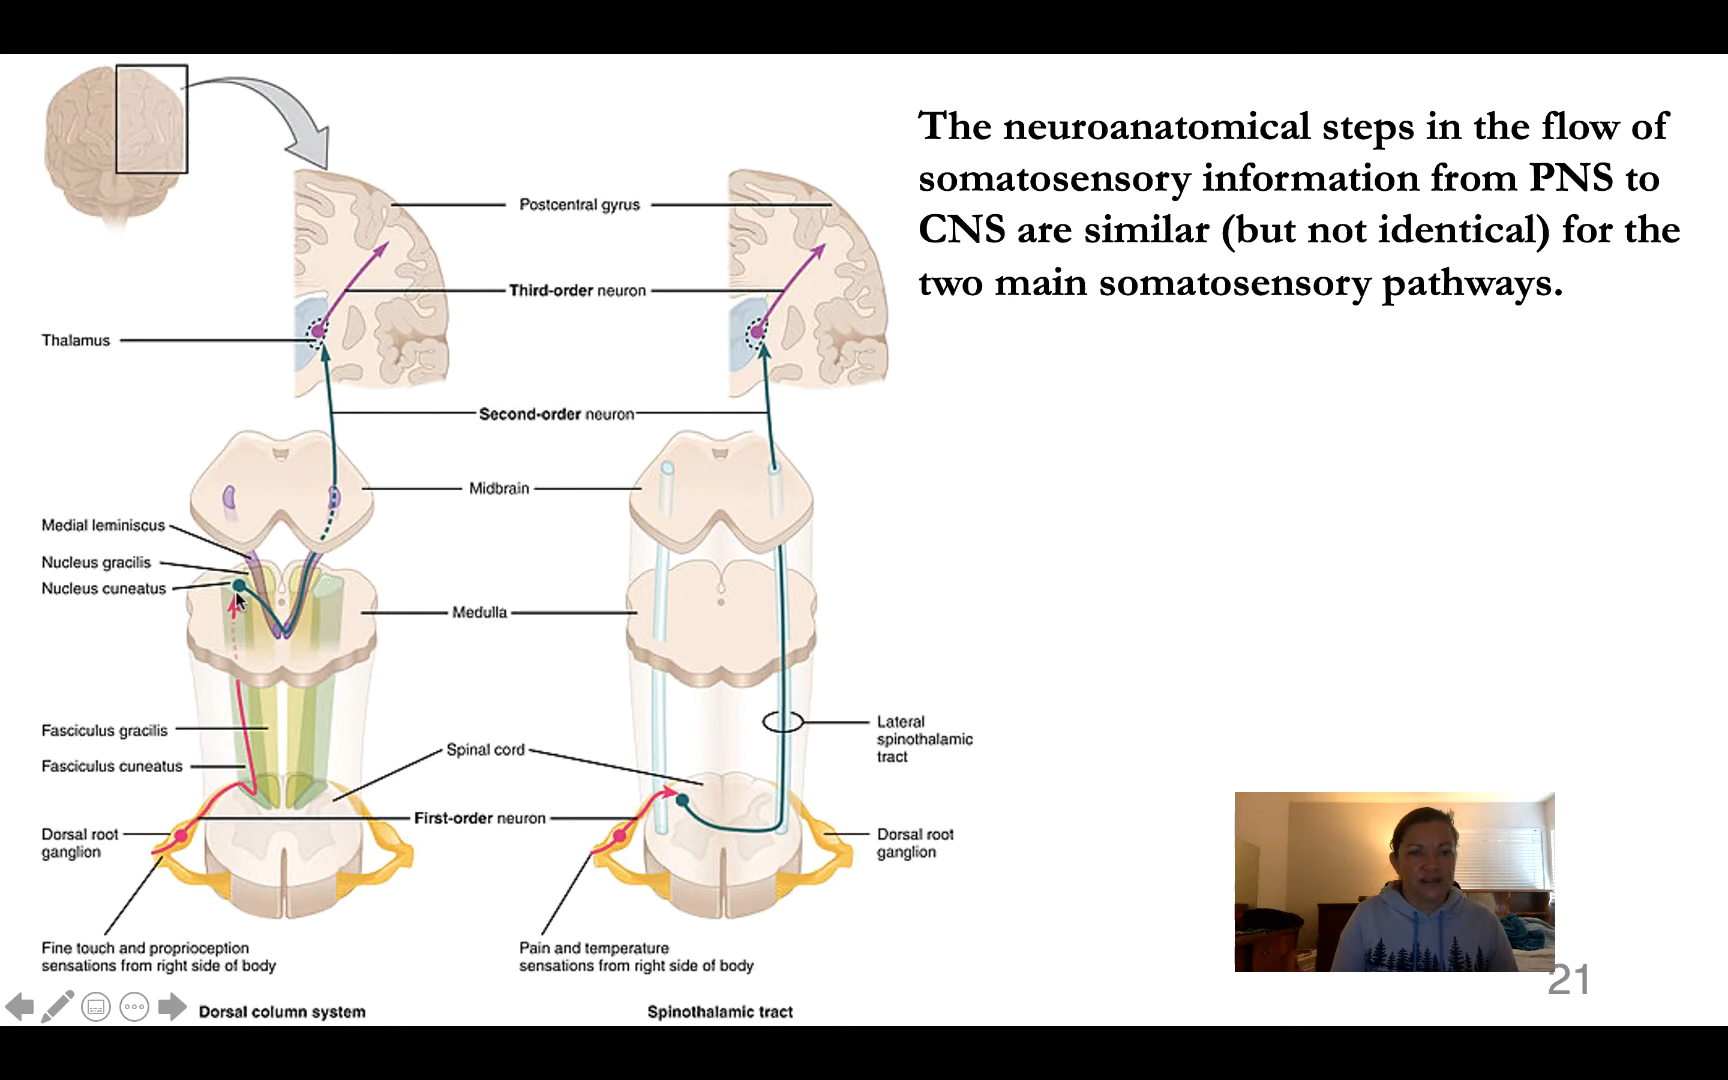 The neuroanatomical steps in the flow of
somatosensory information from PNS to
CNS are similar (but not identical) for the
two main somatosensory pathways.
Postcentral gyrus
Third-order neuron
Thalamus
Second-order neuron
Midbrain
Medial leminiscus
Nucleus gracilis
Nucleus cuneatus
Medulla
Fasciculus gracilis
Fasciculus cuneatus
Spinal cord
Lateral
spinothalamic
tract
First-order neuron
Dorsal root
ganglion
Dorsal root
ganglion
Fine touch and proprioception
sensations from right side of body
Pain and temperature
sensations from right side of body
Dorsal column system
Spinothalamic tract
21